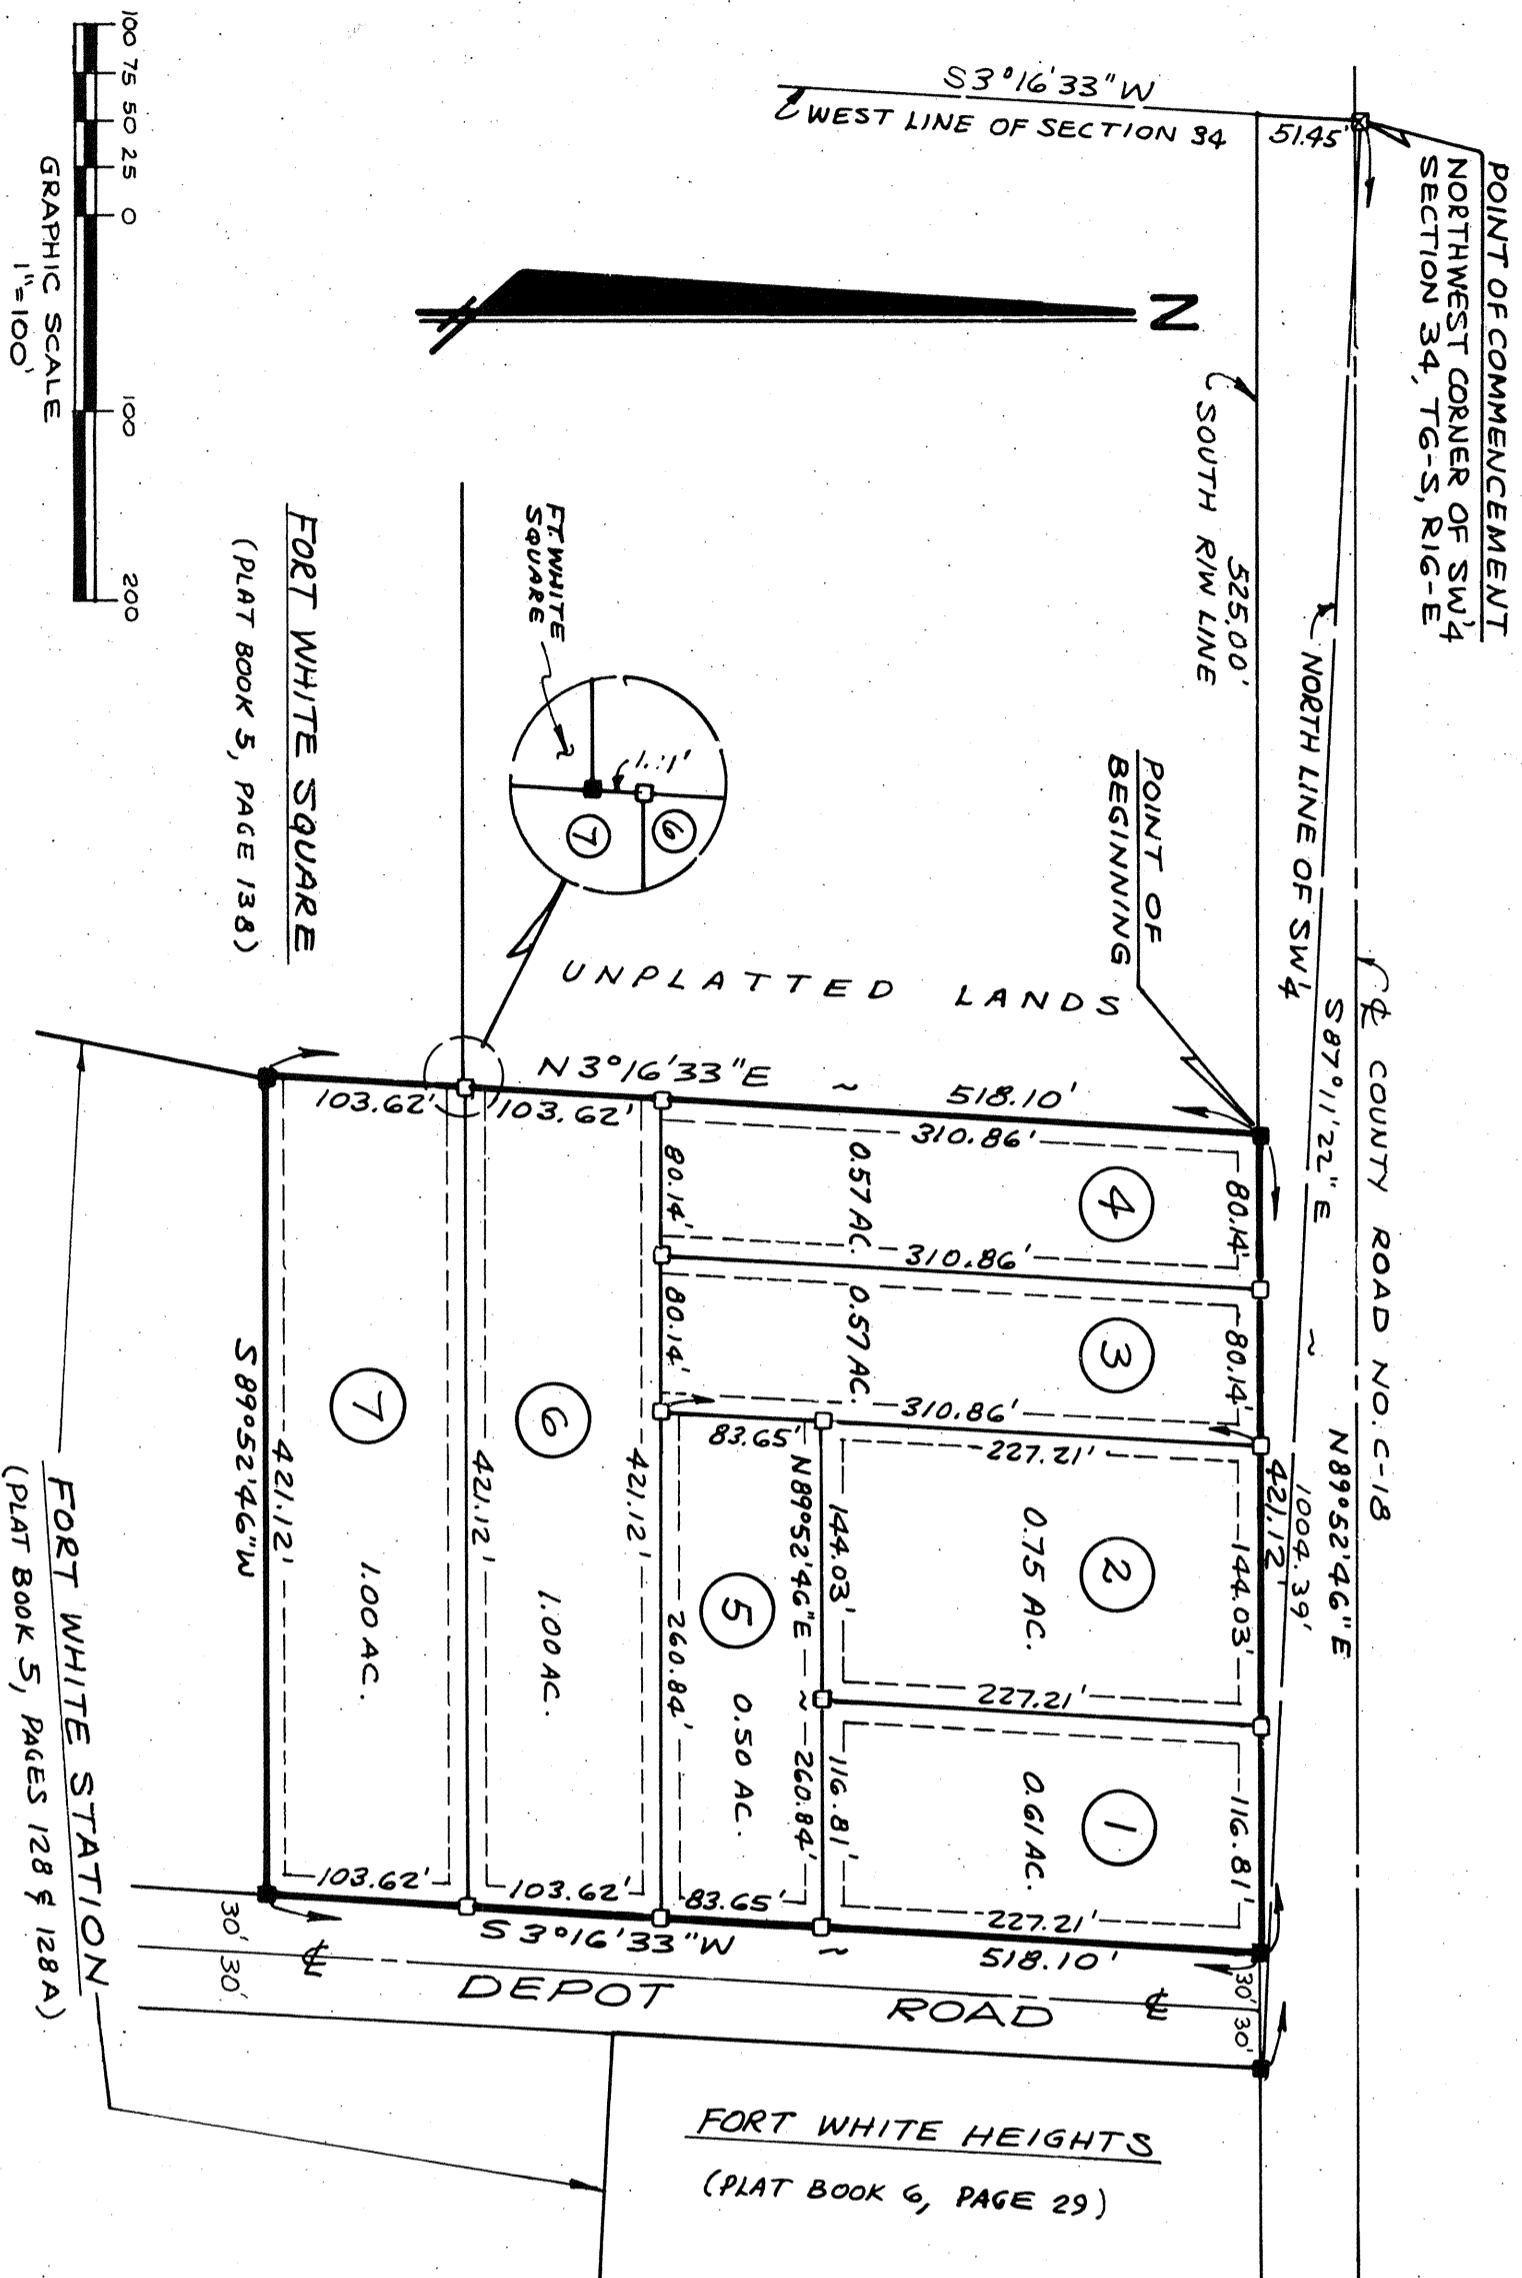 POINT OF COMMENCEMENT
NORTHWEST CORNER OF SW¼
SECTION 34, T6-S, R16-E
S3°16'33"W
WEST LINE OF SECTION 34
51.45'
N
525.00'
SOUTH R/W LINE
NORTH LINE OF SW¼
S87°11'22"E
~
1004.39'
℄ COUNTY ROAD NO. C-18
N89°52'46"E
421.12'
POINT OF
BEGINNING
UNPLATTED LANDS
FT. WHITE
SQUARE
1.11'
6
7
FORT WHITE SQUARE
(PLAT BOOK 5, PAGE 138)
N3°16'33"E
~
518.10'
103.62'
103.62'
310.86'
80.14'
4
0.57 AC.
80.14'
310.86'
80.14'
3
0.57 AC.
80.14'
310.86'
83.65'
227.21'
144.03'
2
0.75 AC.
144.03'
227.21'
116.81'
1
0.61 AC.
116.81'
227.21'
N89°52'46"E ~ 260.84'
5
0.50 AC.
260.84'
83.65'
421.12'
6
1.00 AC.
421.12'
103.62'
7
1.00 AC.
421.12'
103.62'
S89°52'46"W
S3°16'33"W
~
518.10'
30' 30'
℄
DEPOT ROAD
℄
30' 30'
FORT WHITE HEIGHTS
(PLAT BOOK 6, PAGE 29)
FORT WHITE STATION
(PLAT BOOK 5, PAGES 128 & 128A)
100 75 50 25 0 100 200
GRAPHIC SCALE
1"=100'